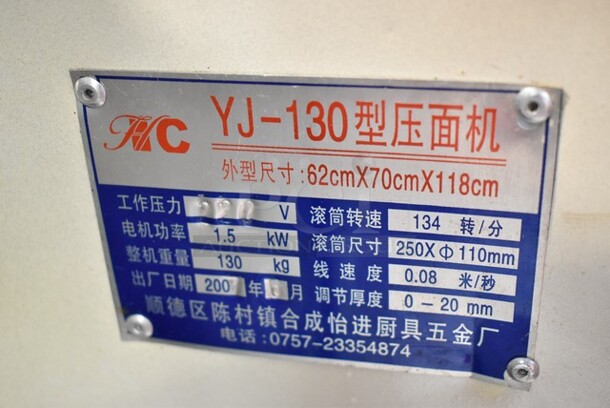 HC
YJ-130型压面机
外型尺寸:62cmX70cmX118cm
工作压力 V 滚筒转速 134 转/分
电机功率 1.5 kW 滚筒尺寸 250XΦ110mm
整机重量 130 kg 线速度 0.08 米/秒
出厂日期 200 年 月 调节厚度 0-20 mm
顺德区陈村镇合成怡进厨具五金厂
电话:0757-23354874